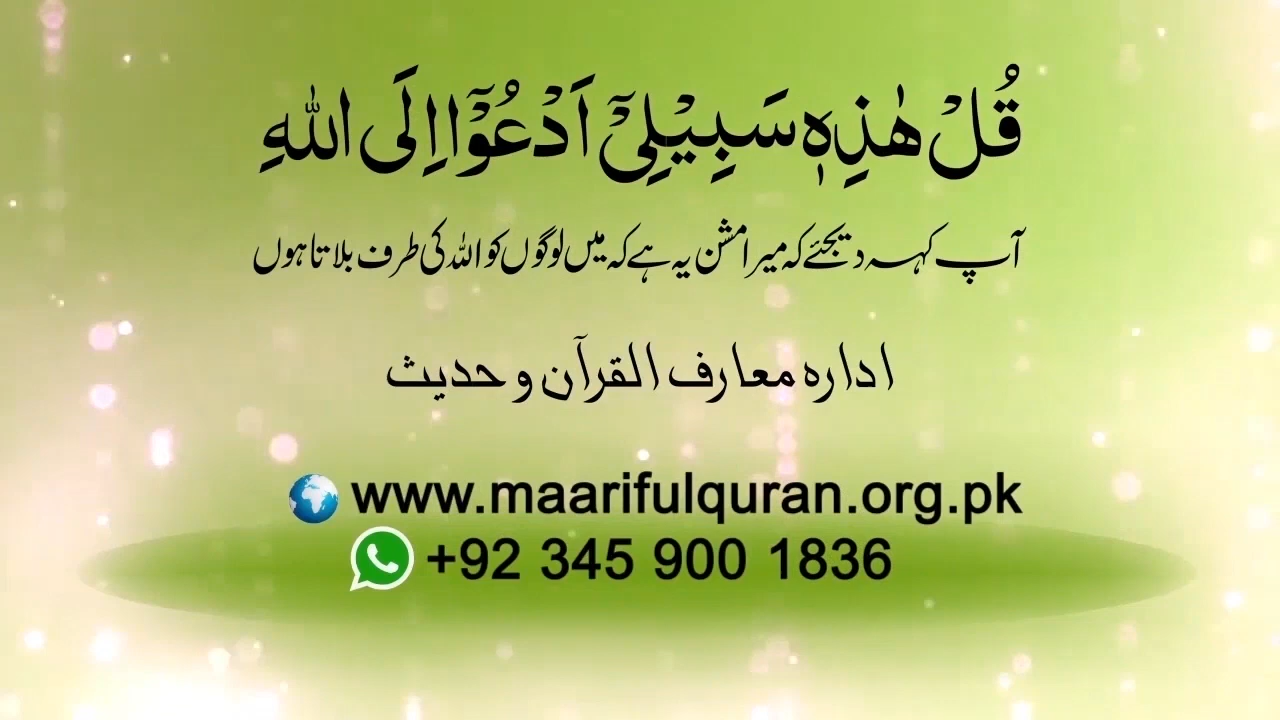 قُلْ هٰذِهٖ سَبِیْلِیْۤ اَدْعُوْۤا اِلَی اللّٰهِ
آپ کہہ دیجئے کہ میرا مشن یہ ہے کہ میں لوگوں کو اللہ کی طرف بلاتا ہوں
ادارہ معارف القرآن و حدیث
www.maarifulquran.org.pk
+92 345 900 1836